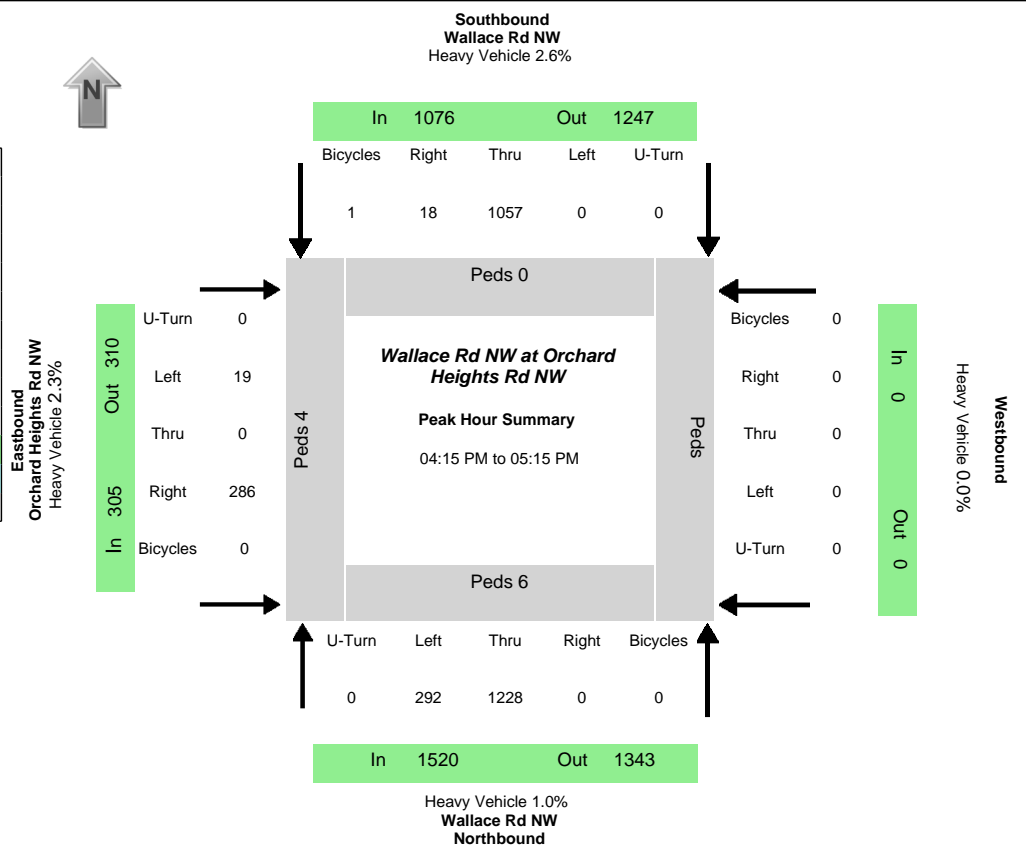 Southbound
Wallace Rd NW
Heavy Vehicle 2.6%
N
In 1076 Out 1247
Bicycles Right Thru Left U-Turn
1 18 1057 0 0
Peds 0
Eastbound
Orchard Heights Rd NW
Heavy Vehicle 2.3%
Out 310
In 305
U-Turn 0
Left 19
Thru 0
Right 286
Bicycles 0
Peds 4
Wallace Rd NW at Orchard
Heights Rd NW
Peak Hour Summary
04:15 PM to 05:15 PM
Peds
Bicycles 0
Right 0
Thru 0
Left 0
U-Turn 0
In 0
Out 0
Heavy Vehicle 0.0%
Westbound
Peds 6
U-Turn Left Thru Right Bicycles
0 292 1228 0 0
In 1520 Out 1343
Heavy Vehicle 1.0%
Wallace Rd NW
Northbound